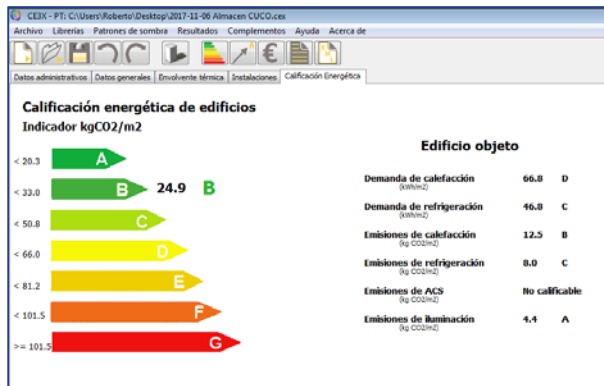 CE3X - PT: C:\Users\Roberto\Desktop\2017-11-06 Almacen CUCO.cex
Archivo Librerías Patrones de sombra Resultados Complementos Ayuda Acerca de
Datos administrativos Datos generales Envolvente térmica Instalaciones Calificación Energética
Calificación energética de edificios
Indicador kgCO2/m2
Edificio objeto
< 20.3 A
< 33.0 B 24.9 B
< 50.8 C
< 66.0 D
< 81.2 E
< 101.5 F
>= 101.5 G
Demanda de calefacción 66.8 D
(kWh/m2)
Demanda de refrigeración 46.8 C
(kWh/m2)
Emisiones de calefacción 12.5 B
(kg CO2/m2)
Emisiones de refrigeración 8.0 C
(kg CO2/m2)
Emisiones de ACS No calificable
(kg CO2/m2)
Emisiones de iluminación 4.4 A
(kg CO2/m2)